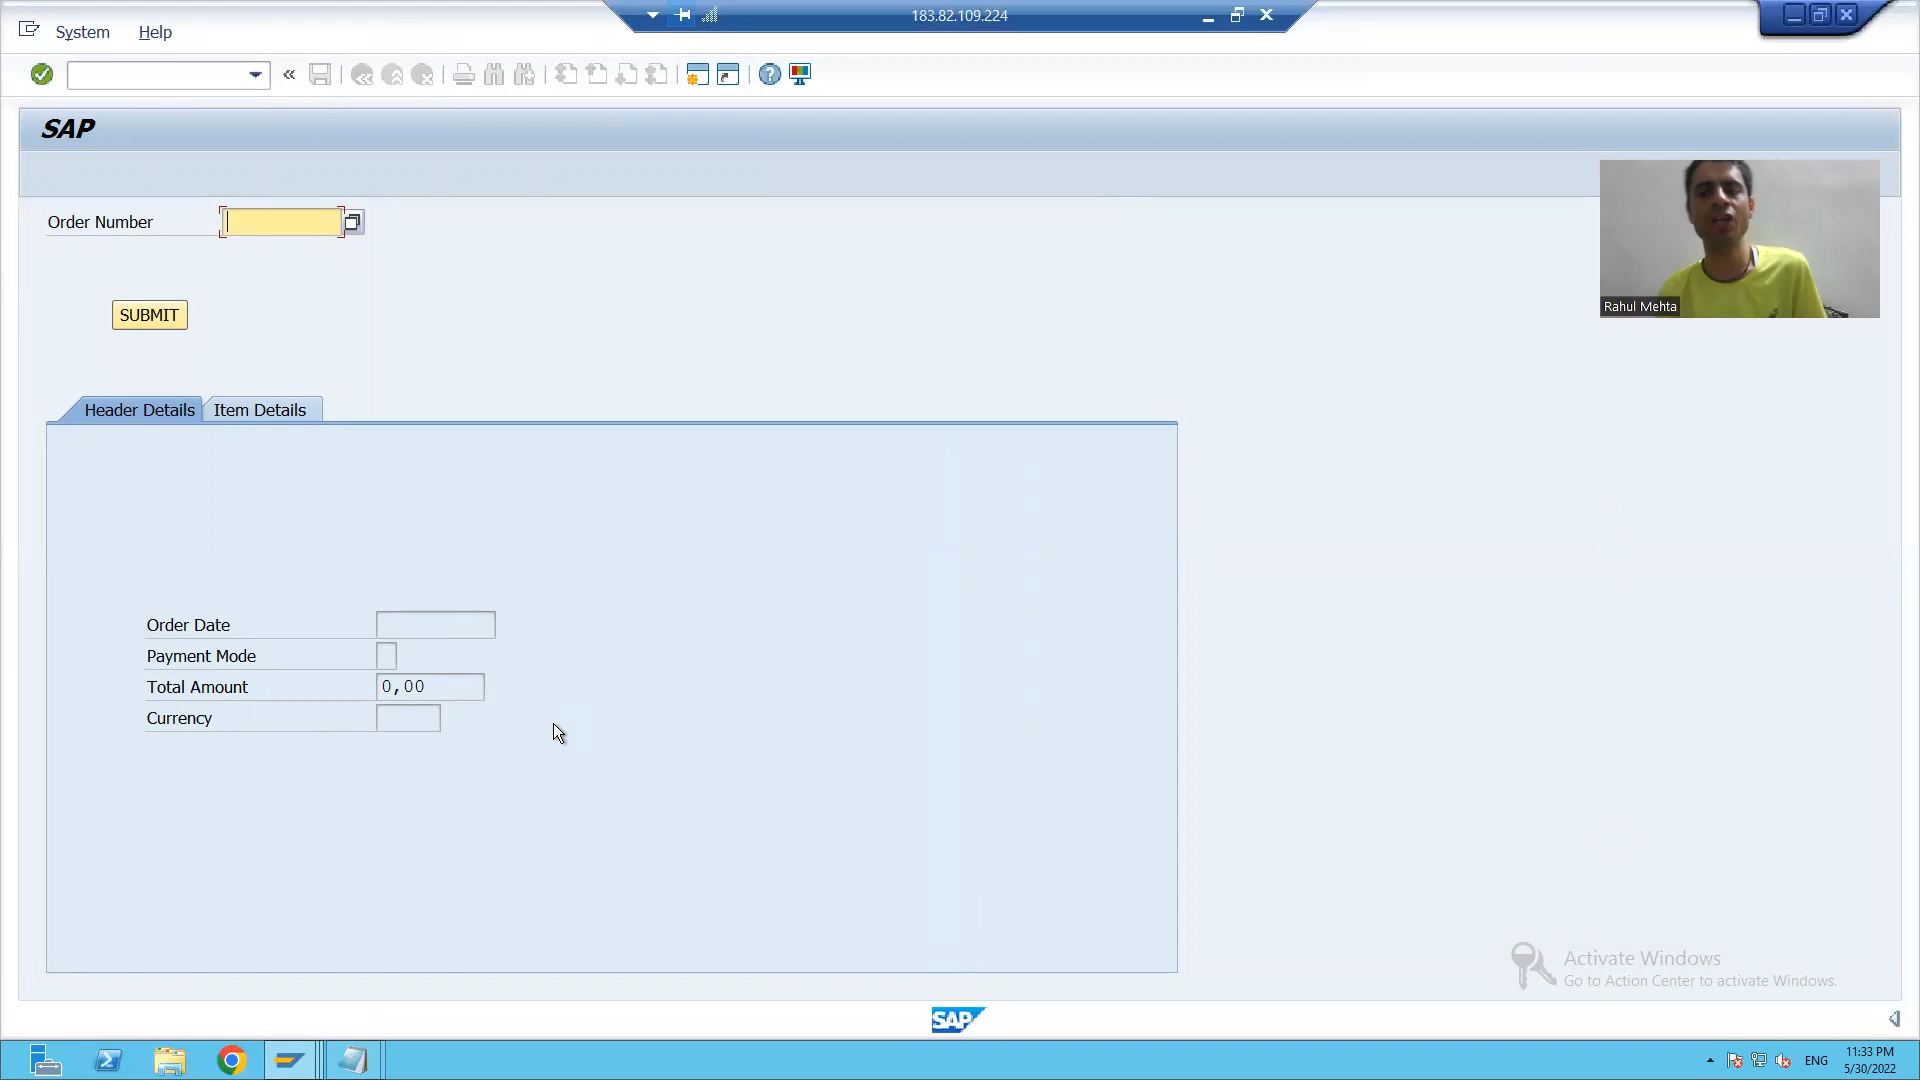 183.82.109.224
System Help
SAP
Order Number
Rahul Mehta
SUBMIT
Header Details Item Details
Order Date
Payment Mode
Total Amount 0,00
Currency
Activate Windows
Go to Action Center to activate Windows.
SAP
ENG
11:33 PM
5/30/2022